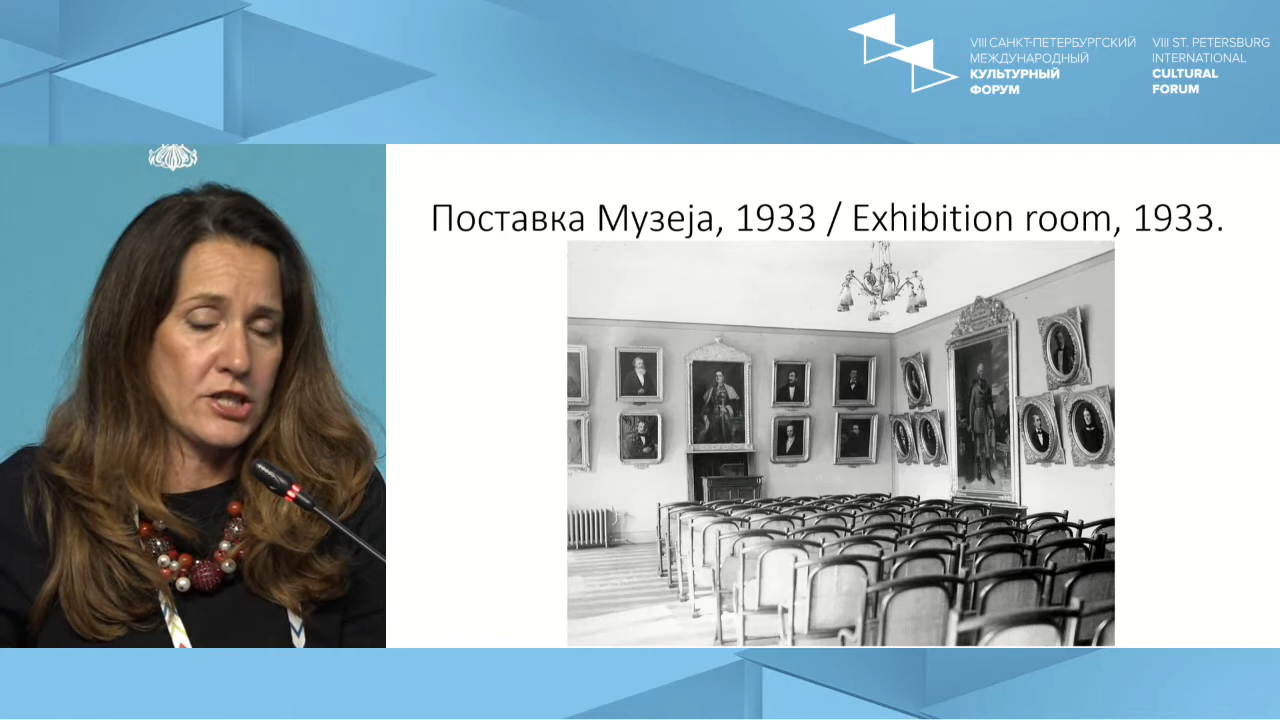 VIII САНКТ-ПЕТЕРБУРГСКИЙ
МЕЖДУНАРОДНЫЙ
КУЛЬТУРНЫЙ
ФОРУМ
VIII ST. PETERSBURG
INTERNATIONAL
CULTURAL
FORUM
Поставка Музеја, 1933 / Exhibition room, 1933.